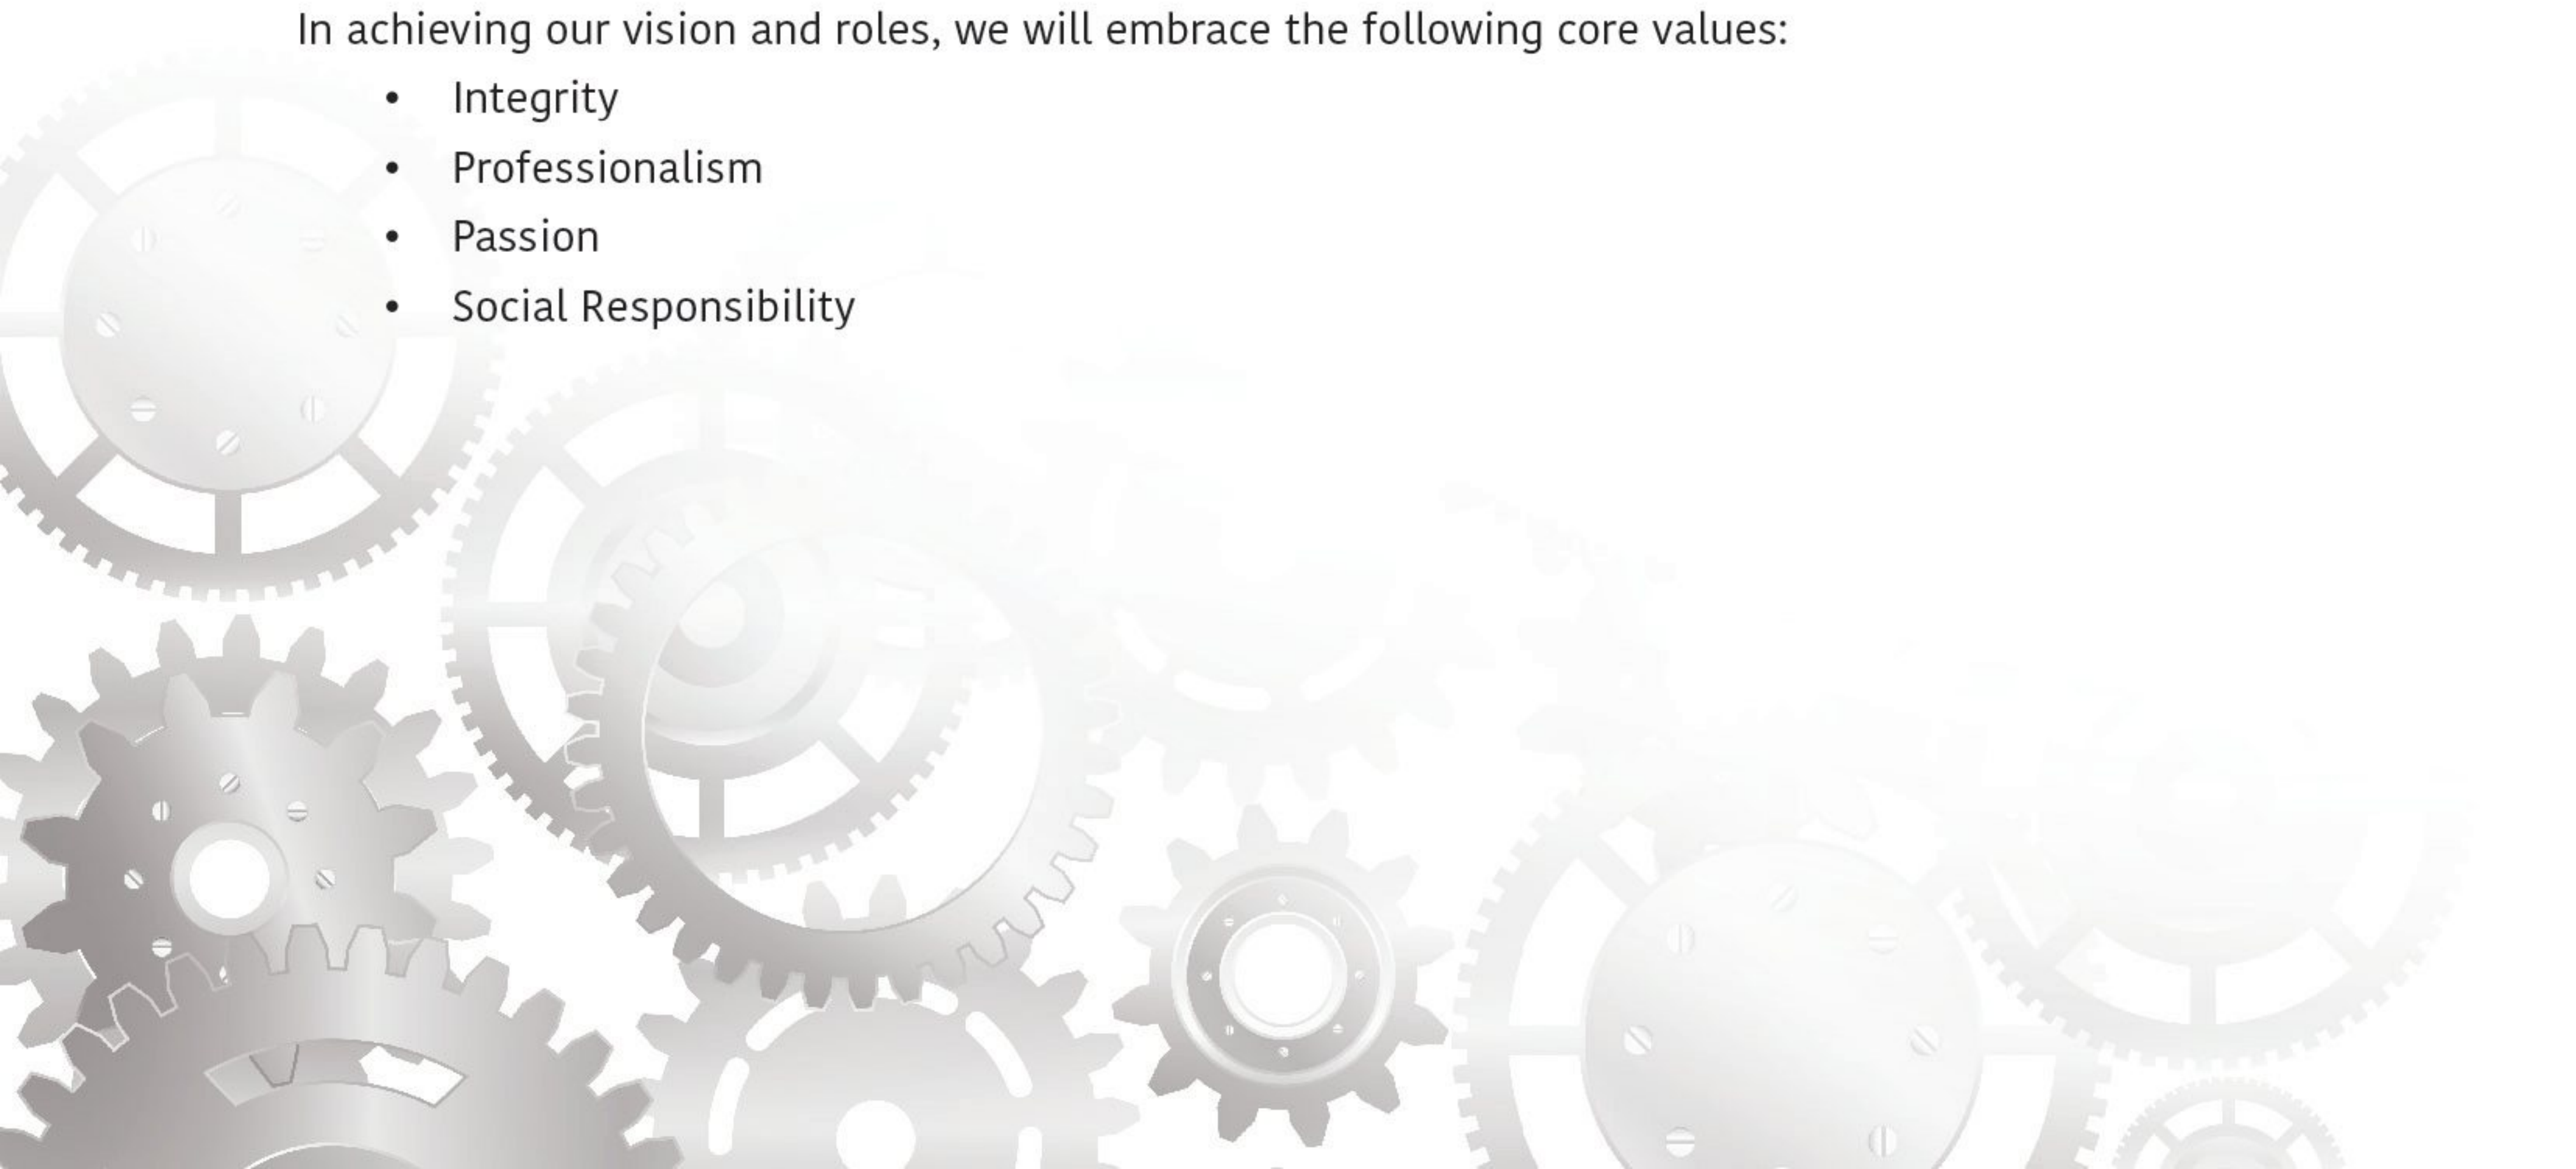 In achieving our vision and roles, we will embrace the following core values:
• Integrity
• Professionalism
• Passion
• Social Responsibility